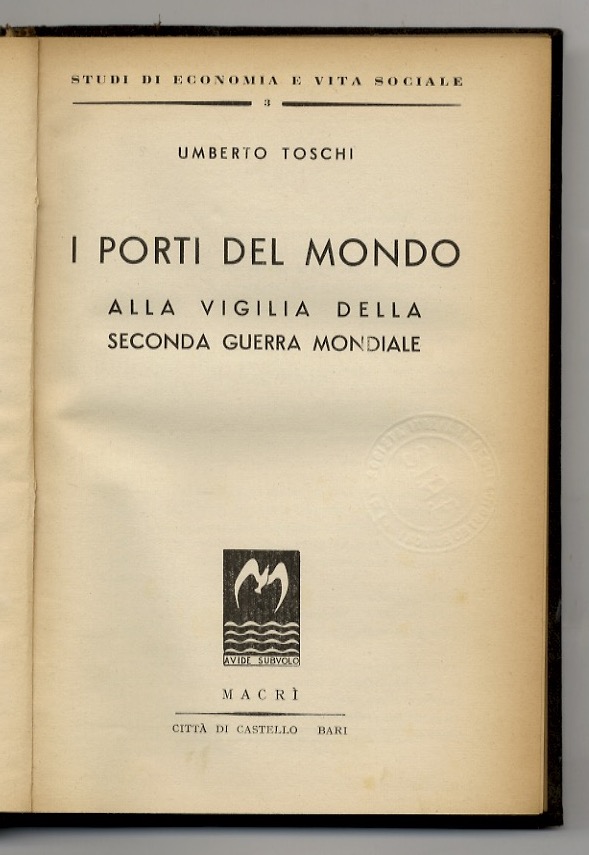 STUDI DI ECONOMIA E VITA SOCIALE
3
UMBERTO TOSCHI
I PORTI DEL MONDO
ALLA VIGILIA DELLA
SECONDA GUERRA MONDIALE
AVIDE SUBVOLO
MACRÌ
CITTÀ DI CASTELLO BARI